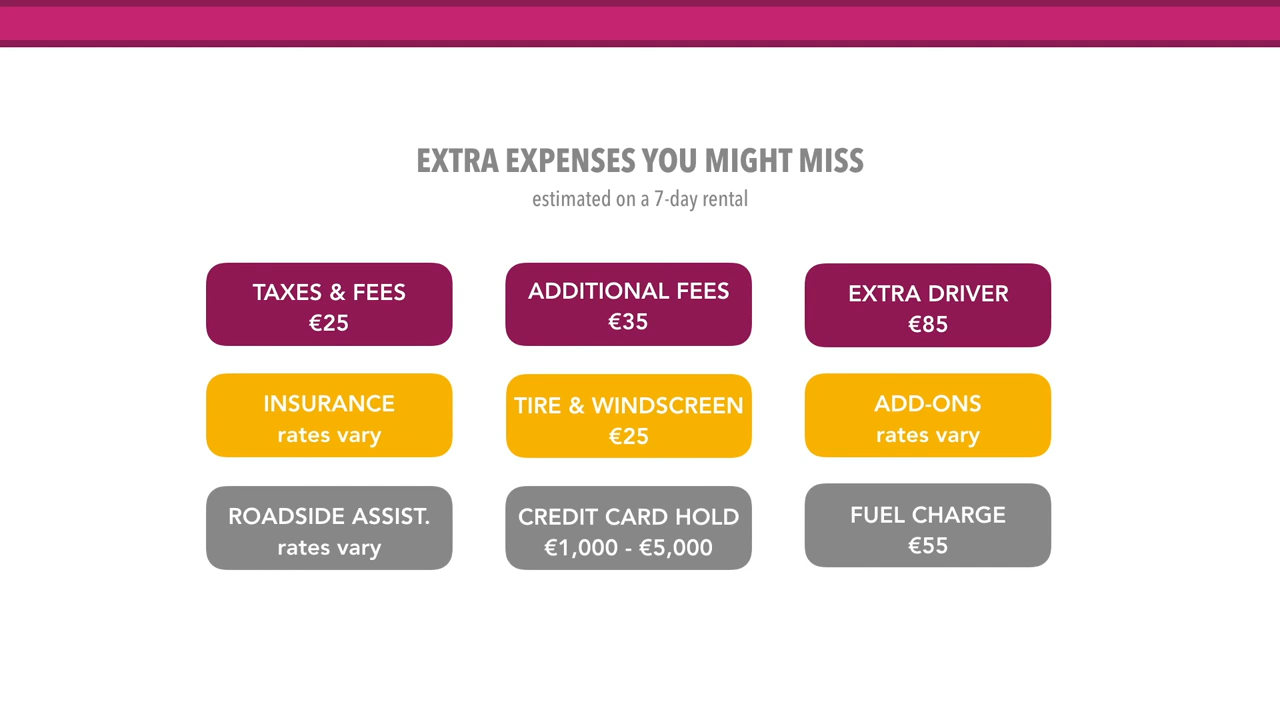 EXTRA EXPENSES YOU MIGHT MISS
estimated on a 7-day rental
TAXES & FEES
€25
ADDITIONAL FEES
€35
EXTRA DRIVER
€85
INSURANCE
rates vary
TIRE & WINDSCREEN
€25
ADD-ONS
rates vary
ROADSIDE ASSIST.
rates vary
CREDIT CARD HOLD
€1,000 - €5,000
FUEL CHARGE
€55